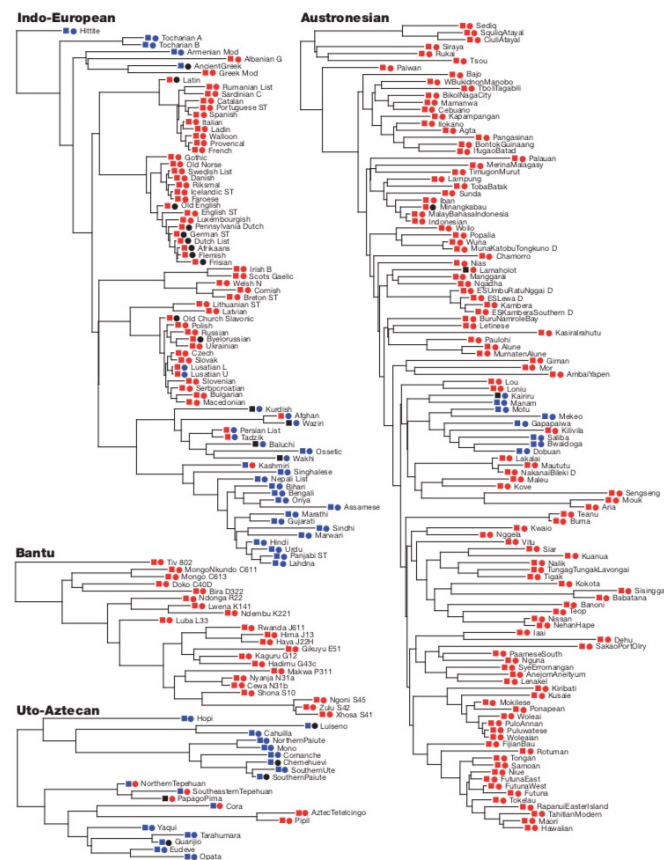 Indo-European
Hittite
Tocharian A
Tocharian B
Armenian Mod
Albanian G
AncientGreek
Greek Mod
Latin
Rumanian List
Sardinian C
Catalan
Portuguese ST
Spanish
Italian
Ladin
Walloon
Provencal
French
Gothic
Old Norse
Swedish List
Danish
Riksmal
Icelandic ST
Faroese
Old English
English ST
Luxembourgish
Pennsylvania Dutch
German ST
Dutch List
Afrikaans
Flemish
Frisian
Irish B
Scots Gaelic
Welsh N
Cornish
Breton ST
Lithuanian ST
Latvian
Old Church Slavonic
Polish
Russian
Byelorussian
Ukrainian
Czech
Slovak
Lusatian L
Lusatian U
Slovenian
Serbocroatian
Bulgarian
Macedonian
Kurdish
Afghan
Waziri
Persian List
Tadzik
Baluchi
Ossetic
Wakhi
Kashmiri
Singhalese
Nepali List
Bihari
Bengali
Oriya
Assamese
Marathi
Gujarati
Sindhi
Marwari
Hindi
Urdu
Panjabi ST
Lahnda
Bantu
Tiv 802
MongoNkundo C611
Mongo C613
Doko C40D
Bira D322
Ndonga R22
Lwena K141
Ndembu K221
Luba L33
Rwanda J611
Hima J13
Haya J22H
Gikuyu E51
Kaguru G12
Hadimu G43c
Makwa P311
Nyanja N31a
Cewa N31b
Shona S10
Ngoni S45
Zulu S42
Xhosa S41
Uto-Aztecan
Hopi
Luiseno
Cahuilla
NorthernPaiute
Mono
Comanche
Chemehuevi
SouthernUte
SouthernPaiute
NorthernTepehuan
SoutheasternTepehuan
PapagoPima
Cora
AztecTetelcingo
Pipil
Yaqui
Tarahumara
Guarijio
Eudeve
Opata
Austronesian
Sediq
SquliqAtayal
CiuliAtayal
Siraya
Rukai
Tsou
Paiwan
Bajo
WBukidnonManobo
TboliTagabili
BikolNagaCity
Mamanwa
Cebuano
Kapampangan
Ilokano
Agta
Pangasinan
BontokGuinaang
IfugaoBatad
Palauan
MerinaMalagasy
TimugonMurut
Lampung
TobaBatak
Sunda
Iban
Minangkabau
MalayBahasaIndonesia
Indonesian
Wolio
Popalia
Wuna
MunaKatobuTongkuno D
Chamorro
Nias
Lamaholot
Manggarai
Ngadha
ESUmbuRatuNggai D
ESLewa D
Kambera
ESKamberaSouthern D
BuruNamroleBay
Letinese
KasiraIrahutu
Paulohi
Alune
MurnatenAlune
Giman
Mor
AmbaiYapen
Lou
Loniu
Kairiru
Manam
Motu
Mekeo
Gapapaiwa
Kilivila
Saliba
Bwaidoga
Dobuan
Lakalai
Maututu
NakanaiBileki D
Maleu
Kove
Sengseng
Mouk
Aria
Teanu
Buma
Kwaio
Nggela
Vitu
Siar
Kuanua
Nalik
TungagTungakLavongai
Tigak
Kokota
Sisingga
Babatana
Banoni
Teop
Nissan
NehanHape
Iaai
Dehu
SakaoPortOlry
PaameseSouth
Nguna
SyeErromangan
AnejomAneityum
Lenakel
Kiribati
Kusaie
Mokilese
Ponapean
Woleai
PuloAnnan
Puluwatese
Woleaian
FijianBau
Rotuman
Tongan
Samoan
Niue
FutunaEast
FutunaWest
Futuna
Tokelau
RapanuiEasterIsland
TahitianModern
Maori
Hawaiian